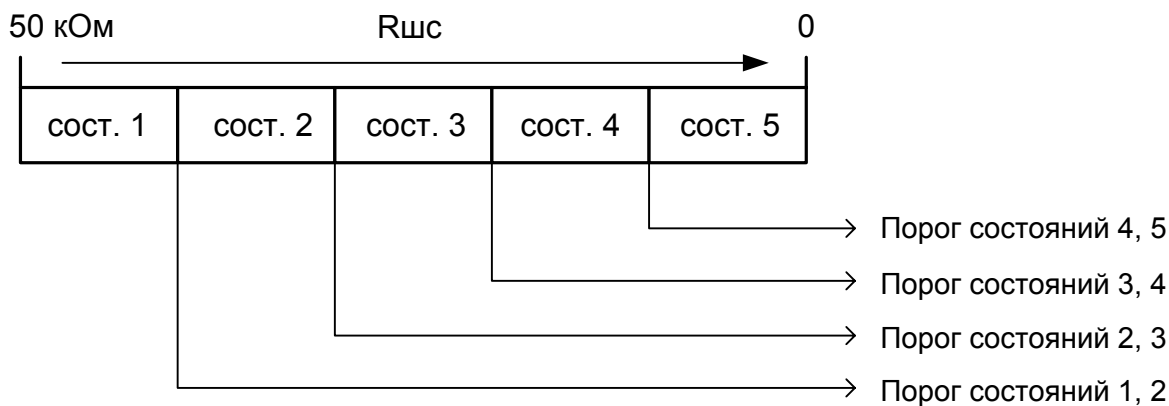 50 кОм Rшс 0
сост. 1 сост. 2 сост. 3 сост. 4 сост. 5
Порог состояний 4, 5
Порог состояний 3, 4
Порог состояний 2, 3
Порог состояний 1, 2